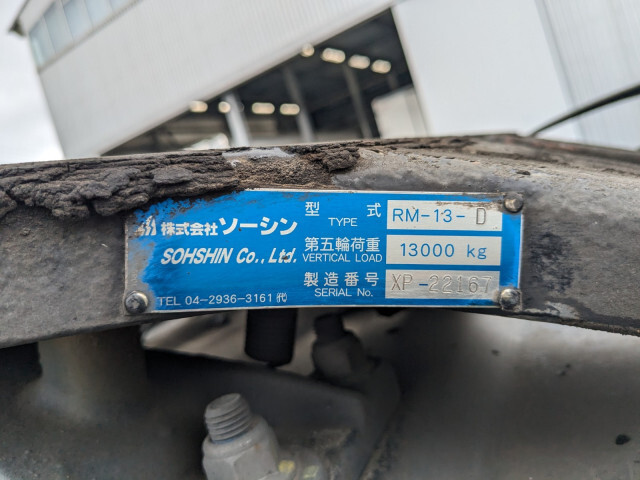 株式会社ソーシン
SOHSHIN Co., Ltd.
TEL 04-2936-3161(代)
型式 RM-13-D
TYPE
第五輪荷重 13000 kg
VERTICAL LOAD
製造番号 XP-22167
SERIAL No.